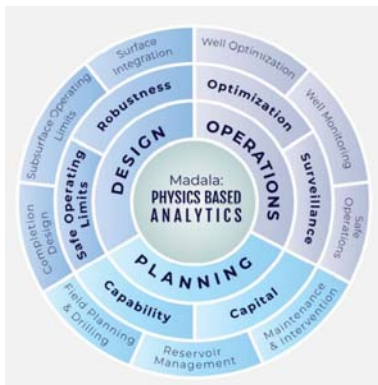 Madala:
PHYSICS BASED
ANALYTICS
DESIGN
OPERATIONS
PLANNING
Robustness
Optimization
Surveillance
Capital
Capability
Safe Operating
Limits
Surface
Integration
Well Optimization
Well Monitoring
Safe
Operations
Maintenance
& Intervention
Reservoir
Management
Field Planning
& Drilling
Completion
Design
Subsurface Operating
Limits